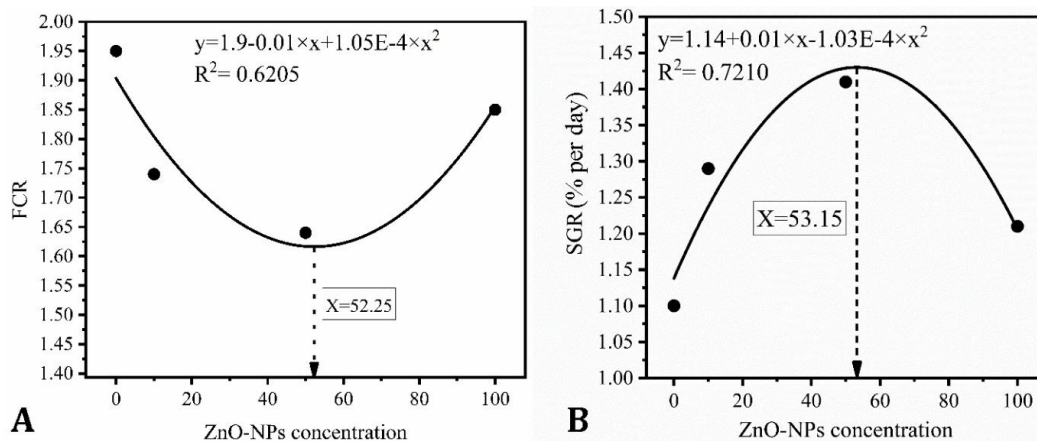 y=1.9-0.01×x+1.05E-4×x²
R²= 0.6205
2.00
1.95
1.90
1.85
1.80
1.75
1.70
1.65
1.60
1.55
1.50
1.45
1.40
FCR
X=52.25
0 20 40 60 80 100
ZnO-NPs concentration
A
y=1.14+0.01×x-1.03E-4×x²
R²= 0.7210
1.50
1.45
1.40
1.35
1.30
1.25
1.20
1.15
1.10
1.05
1.00
SGR (% per day)
X=53.15
0 20 40 60 80 100
ZnO-NPs concentration
B